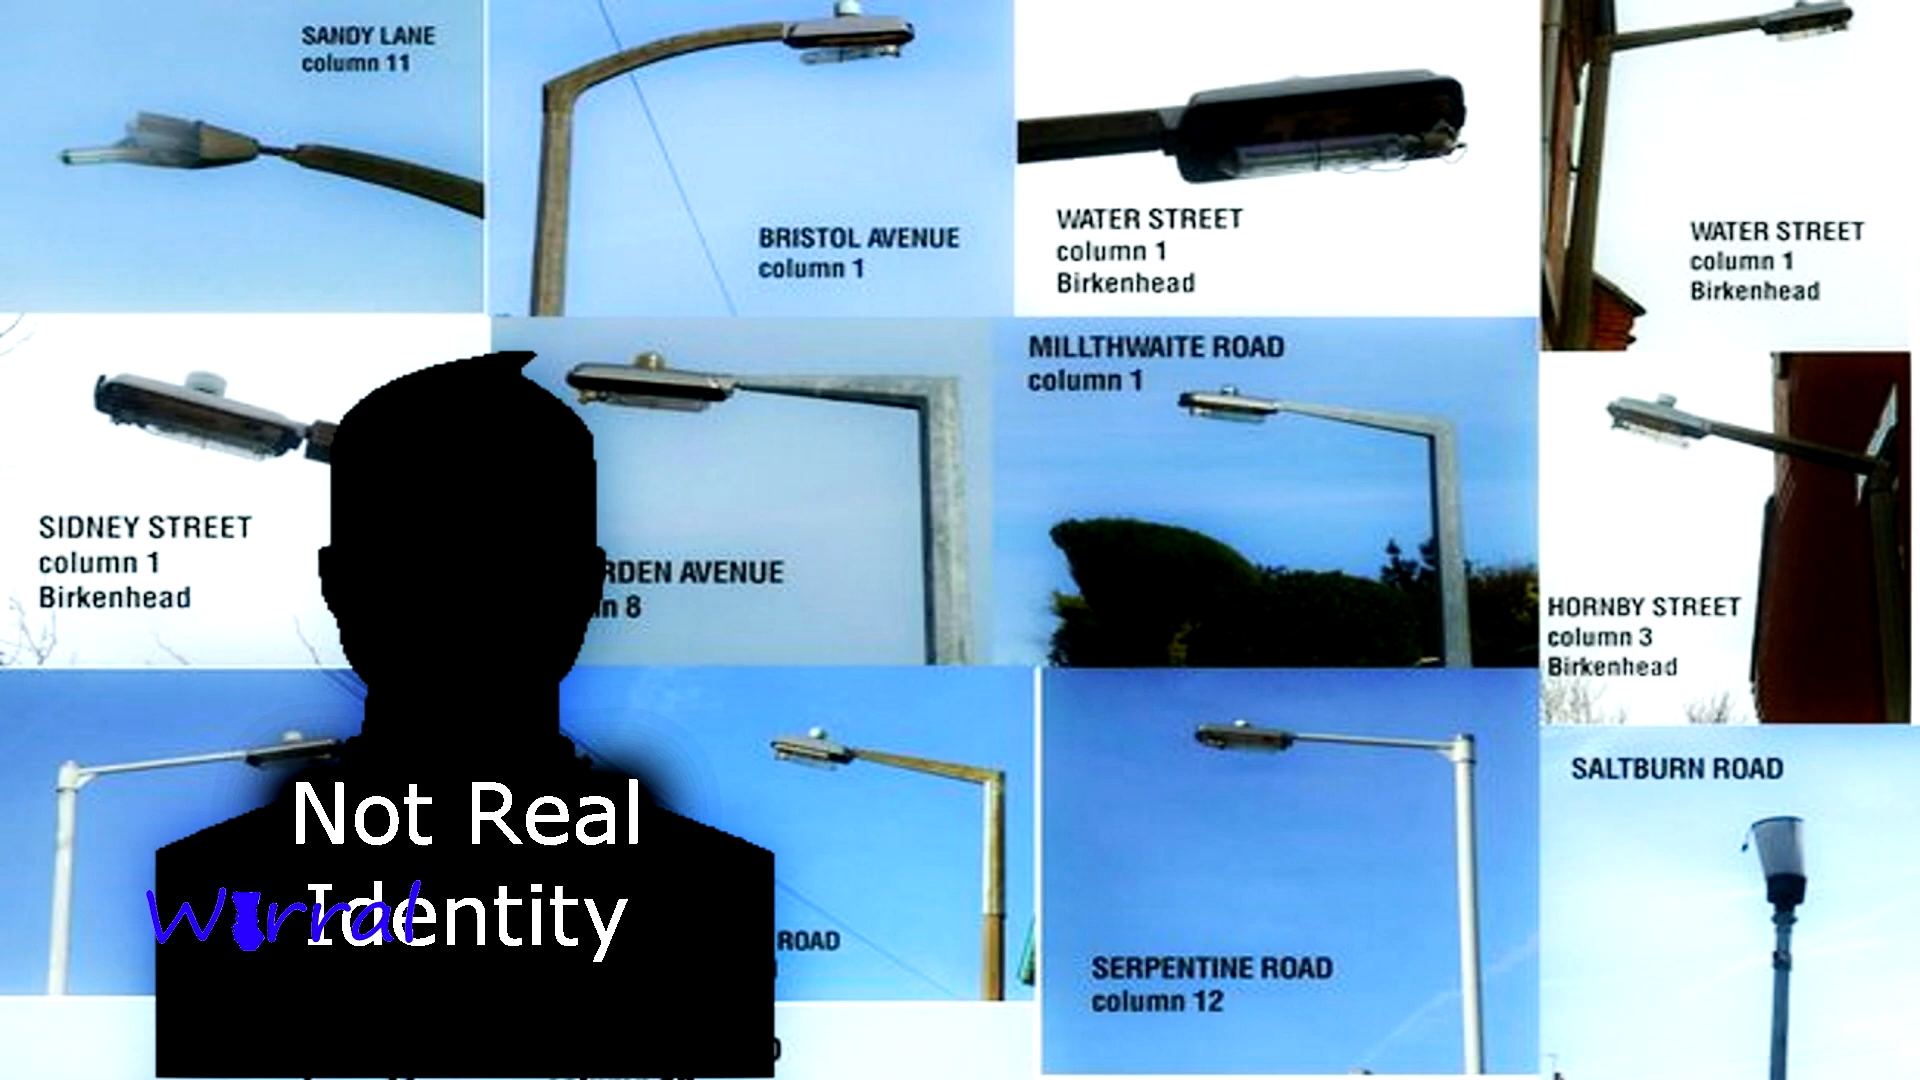 SANDY LANE
column 11
BRISTOL AVENUE
column 1
WATER STREET
column 1
Birkenhead
WATER STREET
column 1
Birkenhead
SIDNEY STREET
column 1
Birkenhead
RDEN AVENUE
n 8
MILLTHWAITE ROAD
column 1
HORNBY STREET
column 3
Birkenhead
Not Real
Identity
Wirral
ROAD
SERPENTINE ROAD
column 12
SALTBURN ROAD